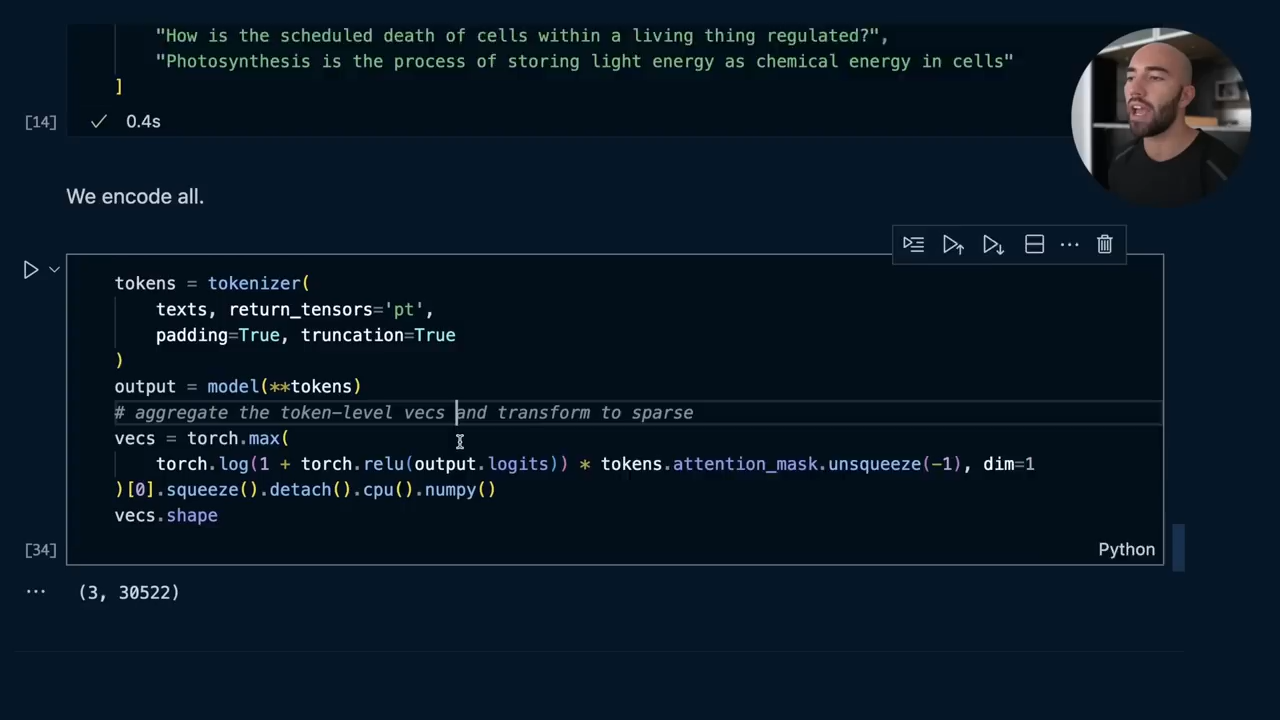 "How is the scheduled death of cells within a living thing regulated?",
"Photosynthesis is the process of storing light energy as chemical energy in cells"
]
[14] 0.4s
We encode all.
tokens = tokenizer(
texts, return_tensors='pt',
padding=True, truncation=True
)
output = model(**tokens)
# aggregate the token-level vecs and transform to sparse
vecs = torch.max(
torch.log(1 + torch.relu(output.logits)) * tokens.attention_mask.unsqueeze(-1), dim=1
)[0].squeeze().detach().cpu().numpy()
vecs.shape
[34] Python
(3, 30522)